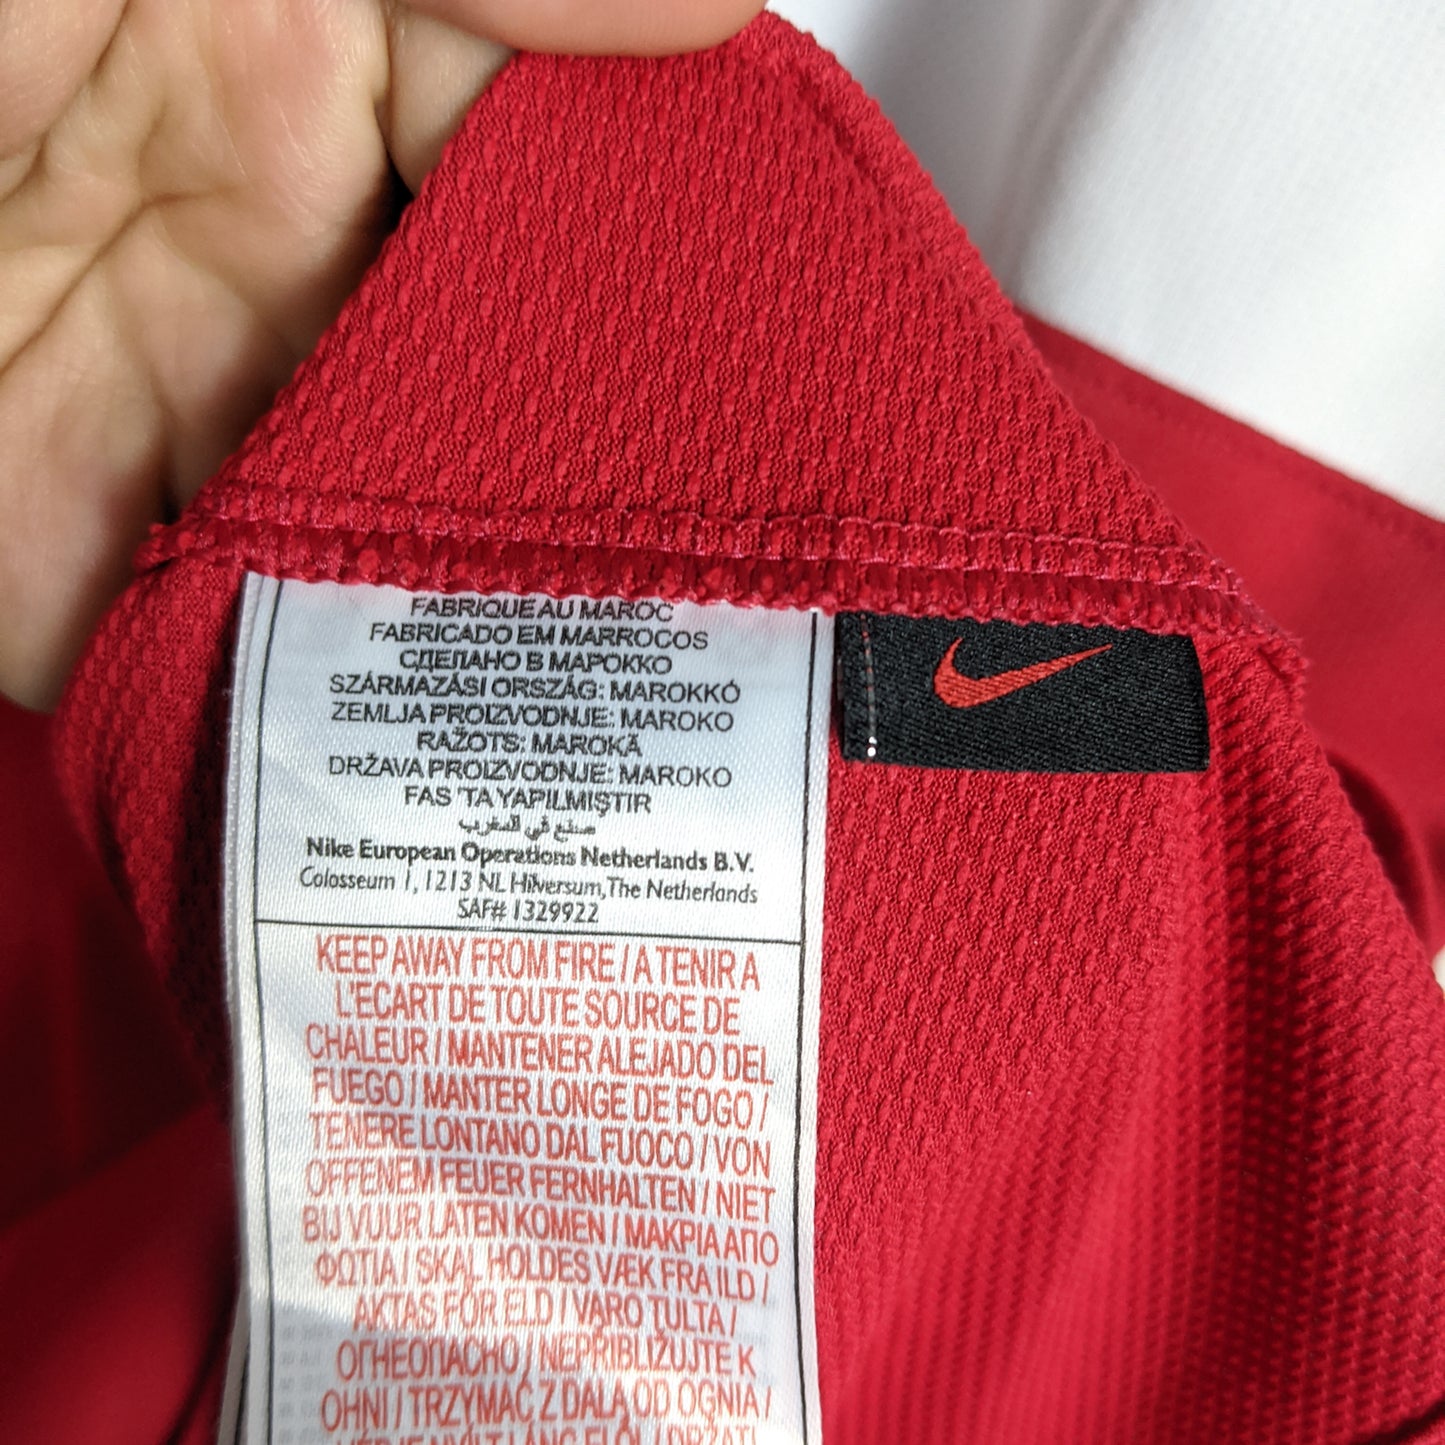 FABRIQUE AU MAROC
FABRICADO EM MARROCOS
СДЕЛАНО В МАРОККО
SZÁRMAZÁSI ORSZÁG: MAROKKÓ
ZEMLJA PROIZVODNJE: MAROKO
RAŽOTS: MAROKĀ
DRŽAVA PROIZVODNJE: MAROKO
FAS 'TA YAPILMIŞTIR
صنع في المغرب
Nike European Operations Netherlands B.V.
Colosseum 1, 1213 NL Hilversum, The Netherlands
SAF# 1329922
KEEP AWAY FROM FIRE / A TENIR A
L'ECART DE TOUTE SOURCE DE
CHALEUR / MANTENER ALEJADO DEL
FUEGO / MANTER LONGE DE FOGO /
TENERE LONTANO DAL FUOCO / VON
OFFENEM FEUER FERNHALTEN / NIET
BIJ VUUR LATEN KOMEN / ΜΑΚΡΙΑ ΑΠΟ
ΦΩΤΙΑ / SKAL HOLDES VÆK FRA ILD /
AKTAS FÖR ELD / VARO TULTA /
ОГНЕОПАСНО / NEPŘIBLIŽUJTE K
OHNI / TRZYMAĆ Z DALA OD OGNIA /